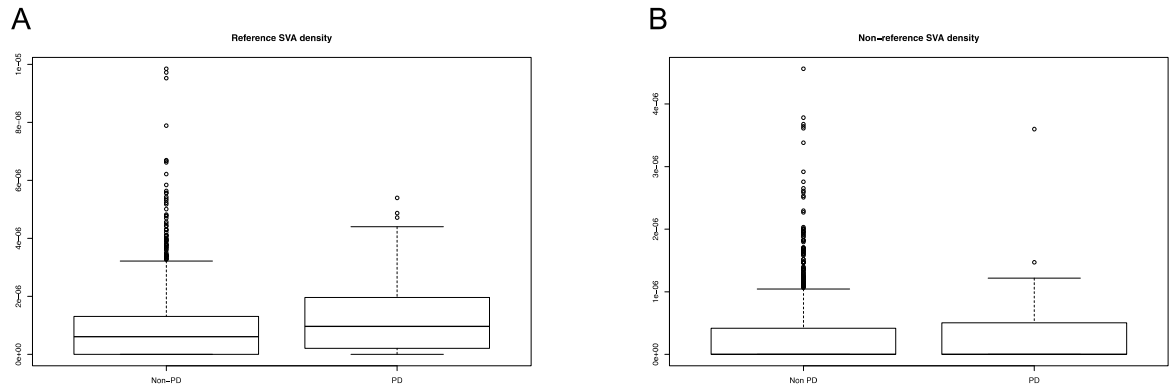 A
B
Reference SVA density
Non-reference SVA density
1e-05
8e-06
6e-06
4e-06
2e-06
0e+00
Non-PD
PD
4e-06
3e-06
2e-06
1e-06
0e+00
Non PD
PD